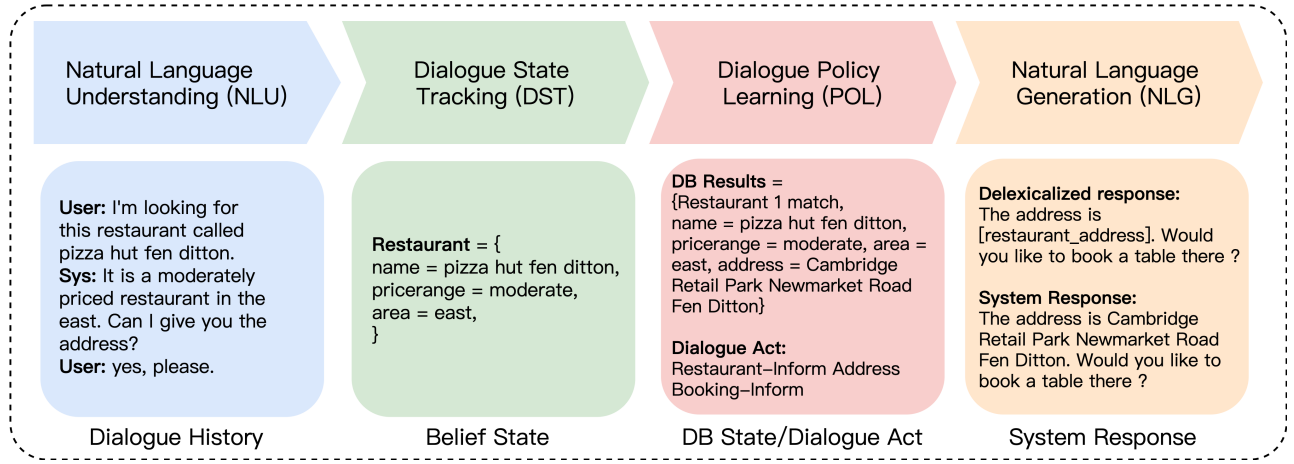 Natural Language
Understanding (NLU)
Dialogue State
Tracking (DST)
Dialogue Policy
Learning (POL)
Natural Language
Generation (NLG)
User: I'm looking for
this restaurant called
pizza hut fen ditton.
Sys: It is a moderately
priced restaurant in the
east. Can I give you the
address?
User: yes, please.
Restaurant = {
name = pizza hut fen ditton,
pricerange = moderate,
area = east,
}
DB Results =
{Restaurant 1 match,
name = pizza hut fen ditton,
pricerange = moderate, area =
east, address = Cambridge
Retail Park Newmarket Road
Fen Ditton}
Dialogue Act:
Restaurant-Inform Address
Booking-Inform
Delexicalized response:
The address is
[restaurant_address]. Would
you like to book a table there ?
System Response:
The address is Cambridge
Retail Park Newmarket Road
Fen Ditton. Would you like to
book a table there ?
Dialogue History
Belief State
DB State/Dialogue Act
System Response